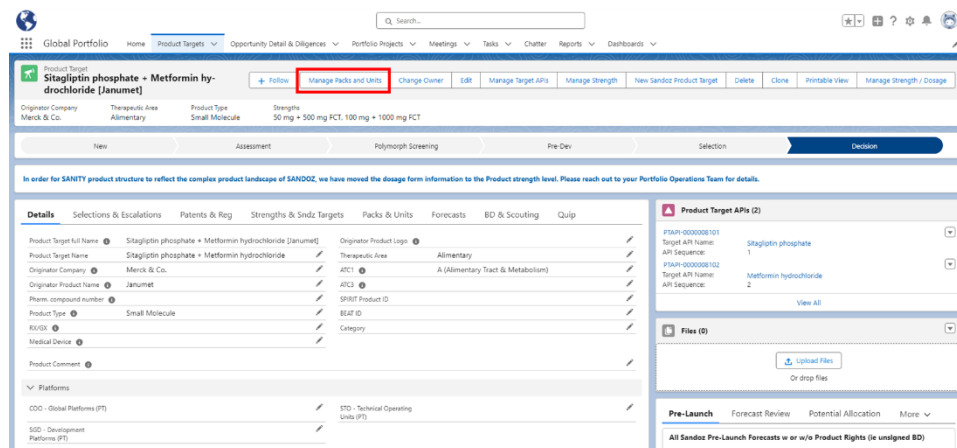 Search...
Global Portfolio Home Product Targets Opportunity Detail & Diligences Portfolio Projects Meetings Tasks Chatter Reports Dashboards
Product Target
Sitagliptin phosphate + Metformin hy-
drochloride [Janumet]
+ Follow Manage Packs and Units Change Owner Edit Manage Target APIs Manage Strength New Sandoz Product Target Delete Clone Printable View Manage Strength / Dosage
Originator Company Therapeutic Area Product Type Strengths
Merck & Co. Alimentary Small Molecule 50 mg + 500 mg FCT, 100 mg + 1000 mg FCT
New Assessment Polymorph Screening Pre-Dev Selection Decision
In order for SANITY product structure to reflect the complex product landscape of SANDOZ, we have moved the dosage form information to the Product strength level. Please reach out to your Portfolio Operations Team for details.
Details Selections & Escalations Patents & Reg Strengths & Sndz Targets Packs & Units Forecasts BD & Scouting Quip
Product Target full Name Sitagliptin phosphate + Metformin hydrochloride [Janumet] Originator Product Logo
Product Target Name Sitagliptin phosphate + Metformin hydrochloride Therapeutic Area Alimentary
Originator Company Merck & Co. ATC1 A (Alimentary Tract & Metabolism)
Originator Product Name Janumet ATC3
Pharm. compound number SPIRIT Product ID
Product Type Small Molecule BEAT ID
RX/GX Category
Medical Device
Product Comment
Platforms
CDO - Global Platforms (PT) STO - Technical Operating
Units (PT)
SGD - Development
Platforms (PT)
Product Target APIs (2)
PTAPI-0000008101
Target API Name: Sitagliptin phosphate
API Sequence: 1
PTAPI-0000008102
Target API Name: Metformin hydrochloride
API Sequence: 2
View All
Files (0)
Upload Files
Or drop files
Pre-Launch Forecast Review Potential Allocation More
All Sandoz Pre-Launch Forecasts w or w/o Product Rights (ie unsigned BD)